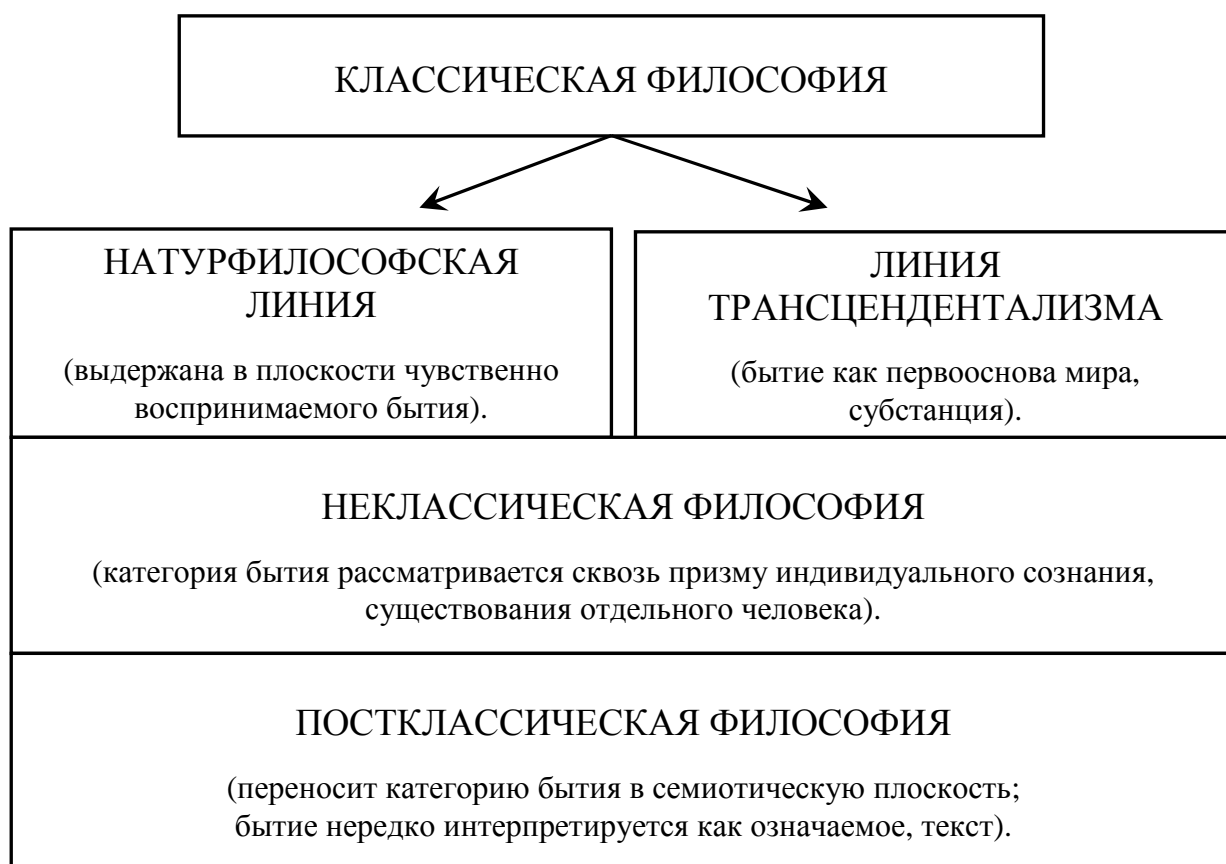 КЛАССИЧЕСКАЯ ФИЛОСОФИЯ
НАТУРФИЛОСОФСКАЯ
ЛИНИЯ
(выдержана в плоскости чувственно
воспринимаемого бытия).
ЛИНИЯ
ТРАНСЦЕНДЕНТАЛИЗМА
(бытие как первооснова мира,
субстанция).
НЕКЛАССИЧЕСКАЯ ФИЛОСОФИЯ
(категория бытия рассматривается сквозь призму индивидуального сознания,
существования отдельного человека).
ПОСТКЛАССИЧЕСКАЯ ФИЛОСОФИЯ
(переносит категорию бытия в семиотическую плоскость;
бытие нередко интерпретируется как означаемое, текст).